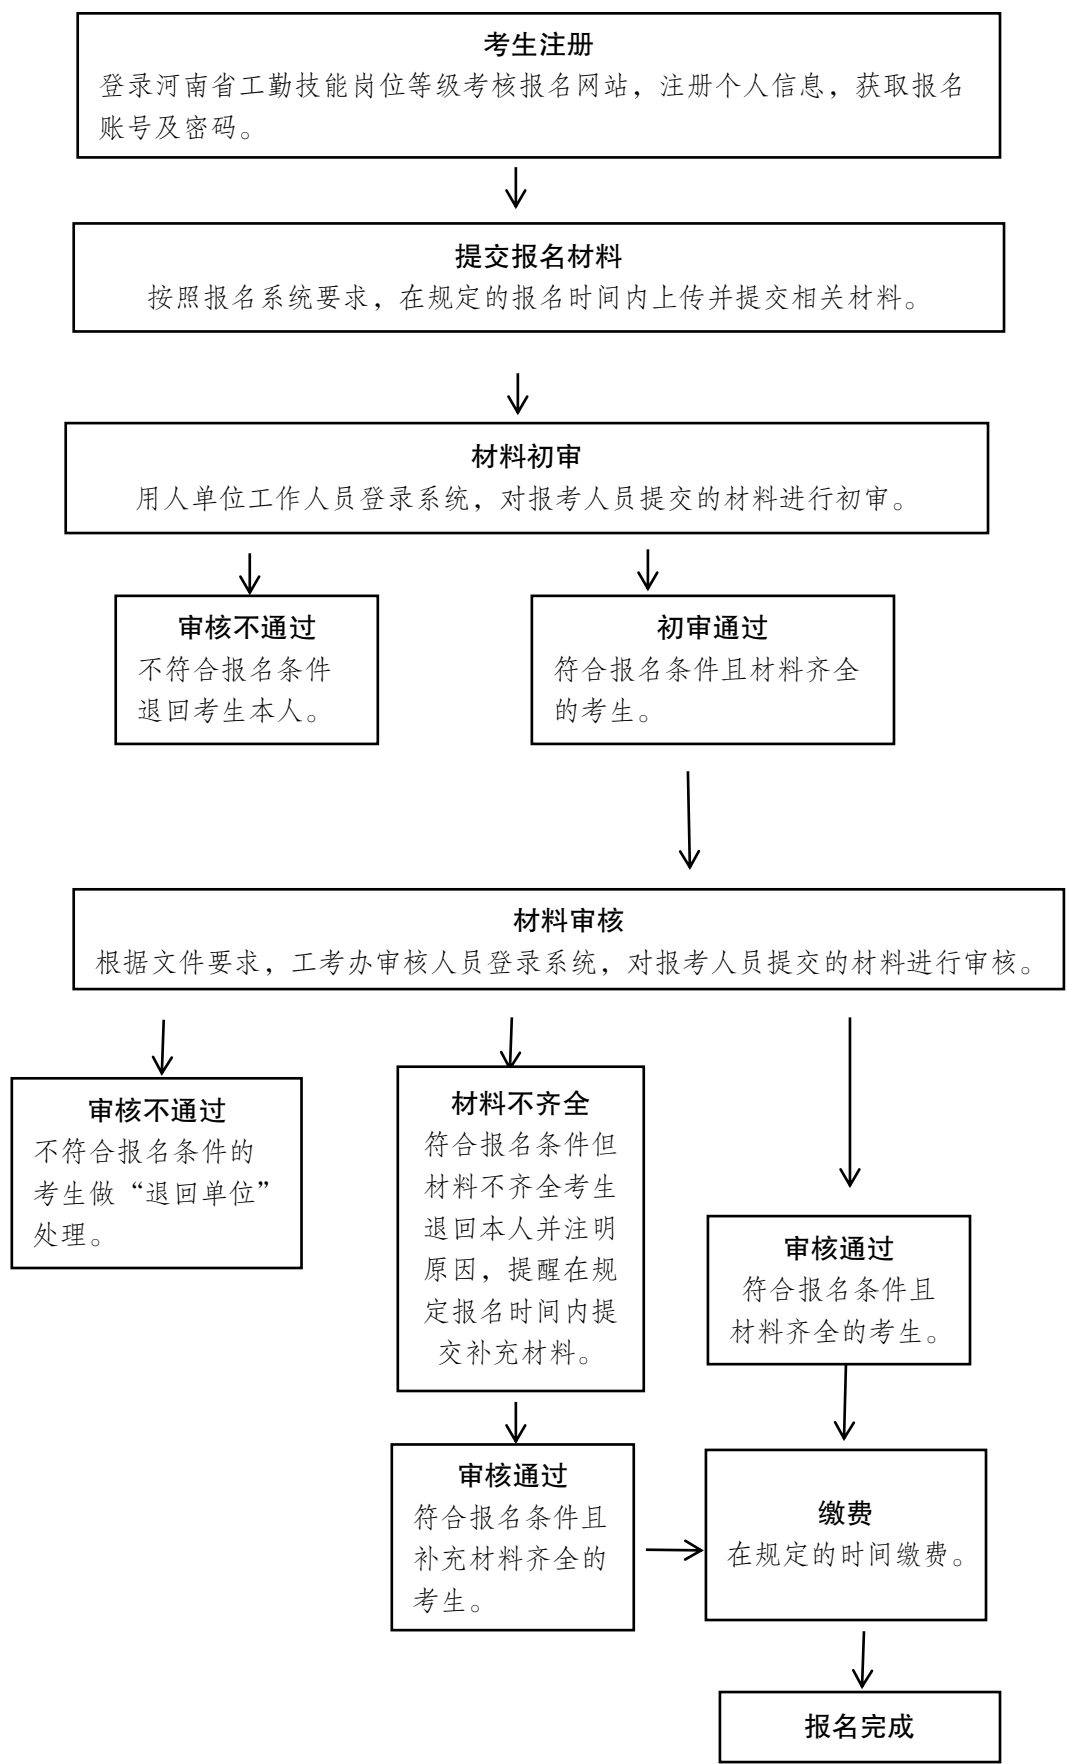 考生注册
登录河南省工勤技能岗位等级考核报名网站，注册个人信息，获取报名
账号及密码。
提交报名材料
按照报名系统要求，在规定的报名时间内上传并提交相关材料。
材料初审
用人单位工作人员登录系统，对报考人员提交的材料进行初审。
审核不通过
不符合报名条件
退回考生本人。
初审通过
符合报名条件且材料齐全
的考生。
材料审核
根据文件要求，工考办审核人员登录系统，对报考人员提交的材料进行审核。
审核不通过
不符合报名条件的
考生做“退回单位”
处理。
材料不齐全
符合报名条件但
材料不齐全考生
退回本人并注明
原因，提醒在规
定报名时间内提
交补充材料。
审核通过
符合报名条件且
材料齐全的考生。
审核通过
符合报名条件且
补充材料齐全的
考生。
缴费
在规定的时间缴费。
报名完成